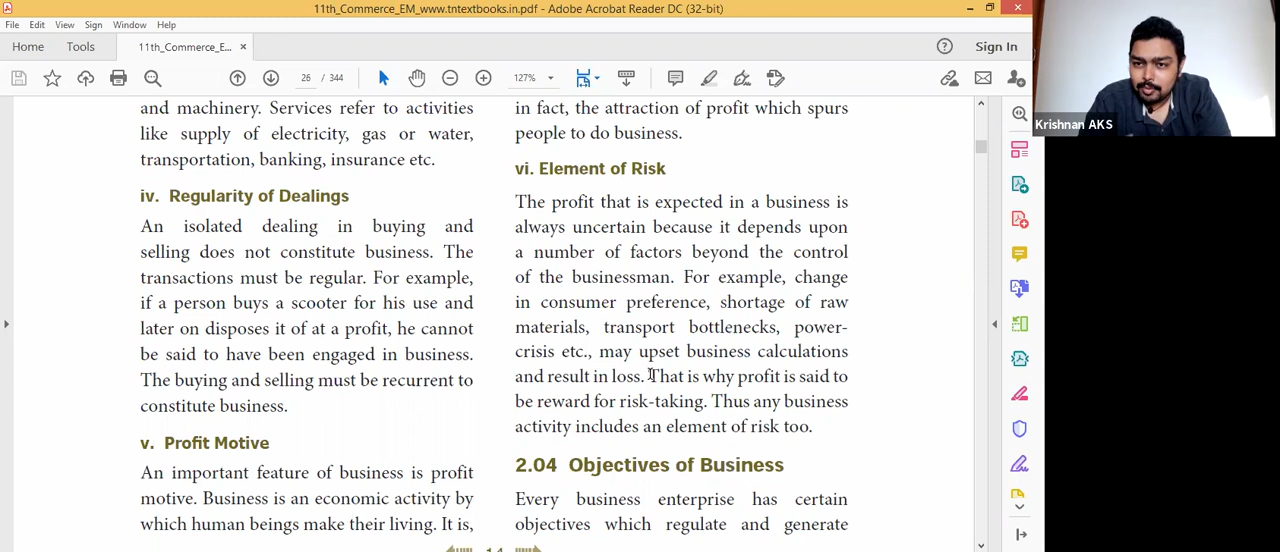 11th_Commerce_EM_www.tntextbooks.in.pdf - Adobe Acrobat Reader DC (32-bit)
File Edit View Sign Window Help
Home Tools 11th_Commerce_E... × Sign In
26 / 344 127%
Krishnan AKS
and machinery. Services refer to activities
like supply of electricity, gas or water,
transportation, banking, insurance etc.
iv. Regularity of Dealings
An isolated dealing in buying and
selling does not constitute business. The
transactions must be regular. For example,
if a person buys a scooter for his use and
later on disposes it of at a profit, he cannot
be said to have been engaged in business.
The buying and selling must be recurrent to
constitute business.
v. Profit Motive
An important feature of business is profit
motive. Business is an economic activity by
which human beings make their living. It is,
in fact, the attraction of profit which spurs
people to do business.
vi. Element of Risk
The profit that is expected in a business is
always uncertain because it depends upon
a number of factors beyond the control
of the businessman. For example, change
in consumer preference, shortage of raw
materials, transport bottlenecks, power-
crisis etc., may upset business calculations
and result in loss. That is why profit is said to
be reward for risk-taking. Thus any business
activity includes an element of risk too.
2.04 Objectives of Business
Every business enterprise has certain
objectives which regulate and generate